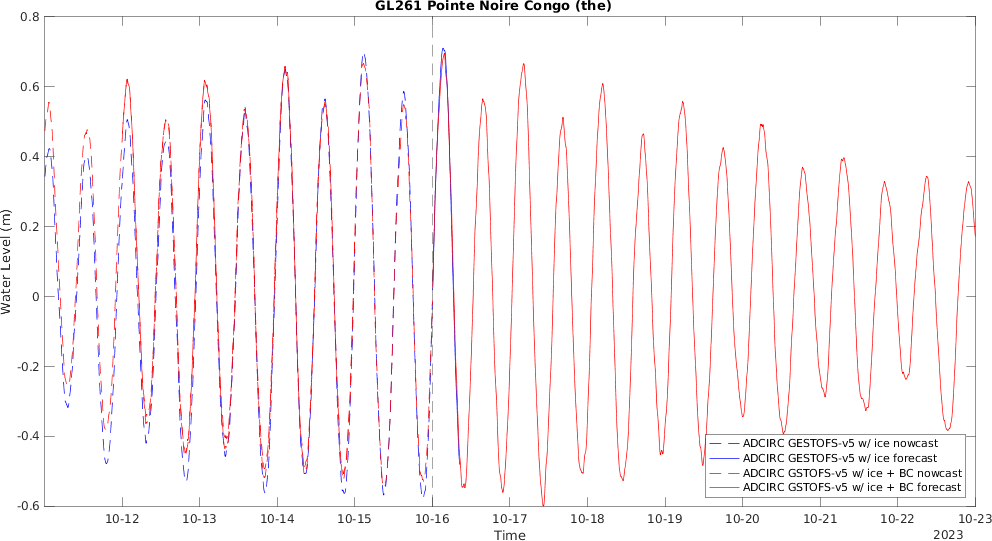 GL261 Pointe Noire Congo (the)
0.8
0.6
0.4
0.2
0
-0.2
-0.4
-0.6
Water Level (m)
ADCIRC GESTOFS-v5 w/ ice nowcast
ADCIRC GESTOFS-v5 w/ ice forecast
ADCIRC GSTOFS-v5 w/ ice + BC nowcast
ADCIRC GSTOFS-v5 w/ ice + BC forecast
10-12 10-13 10-14 10-15 10-16 10-17 10-18 10-19 10-20 10-21 10-22 10-23
Time
2023